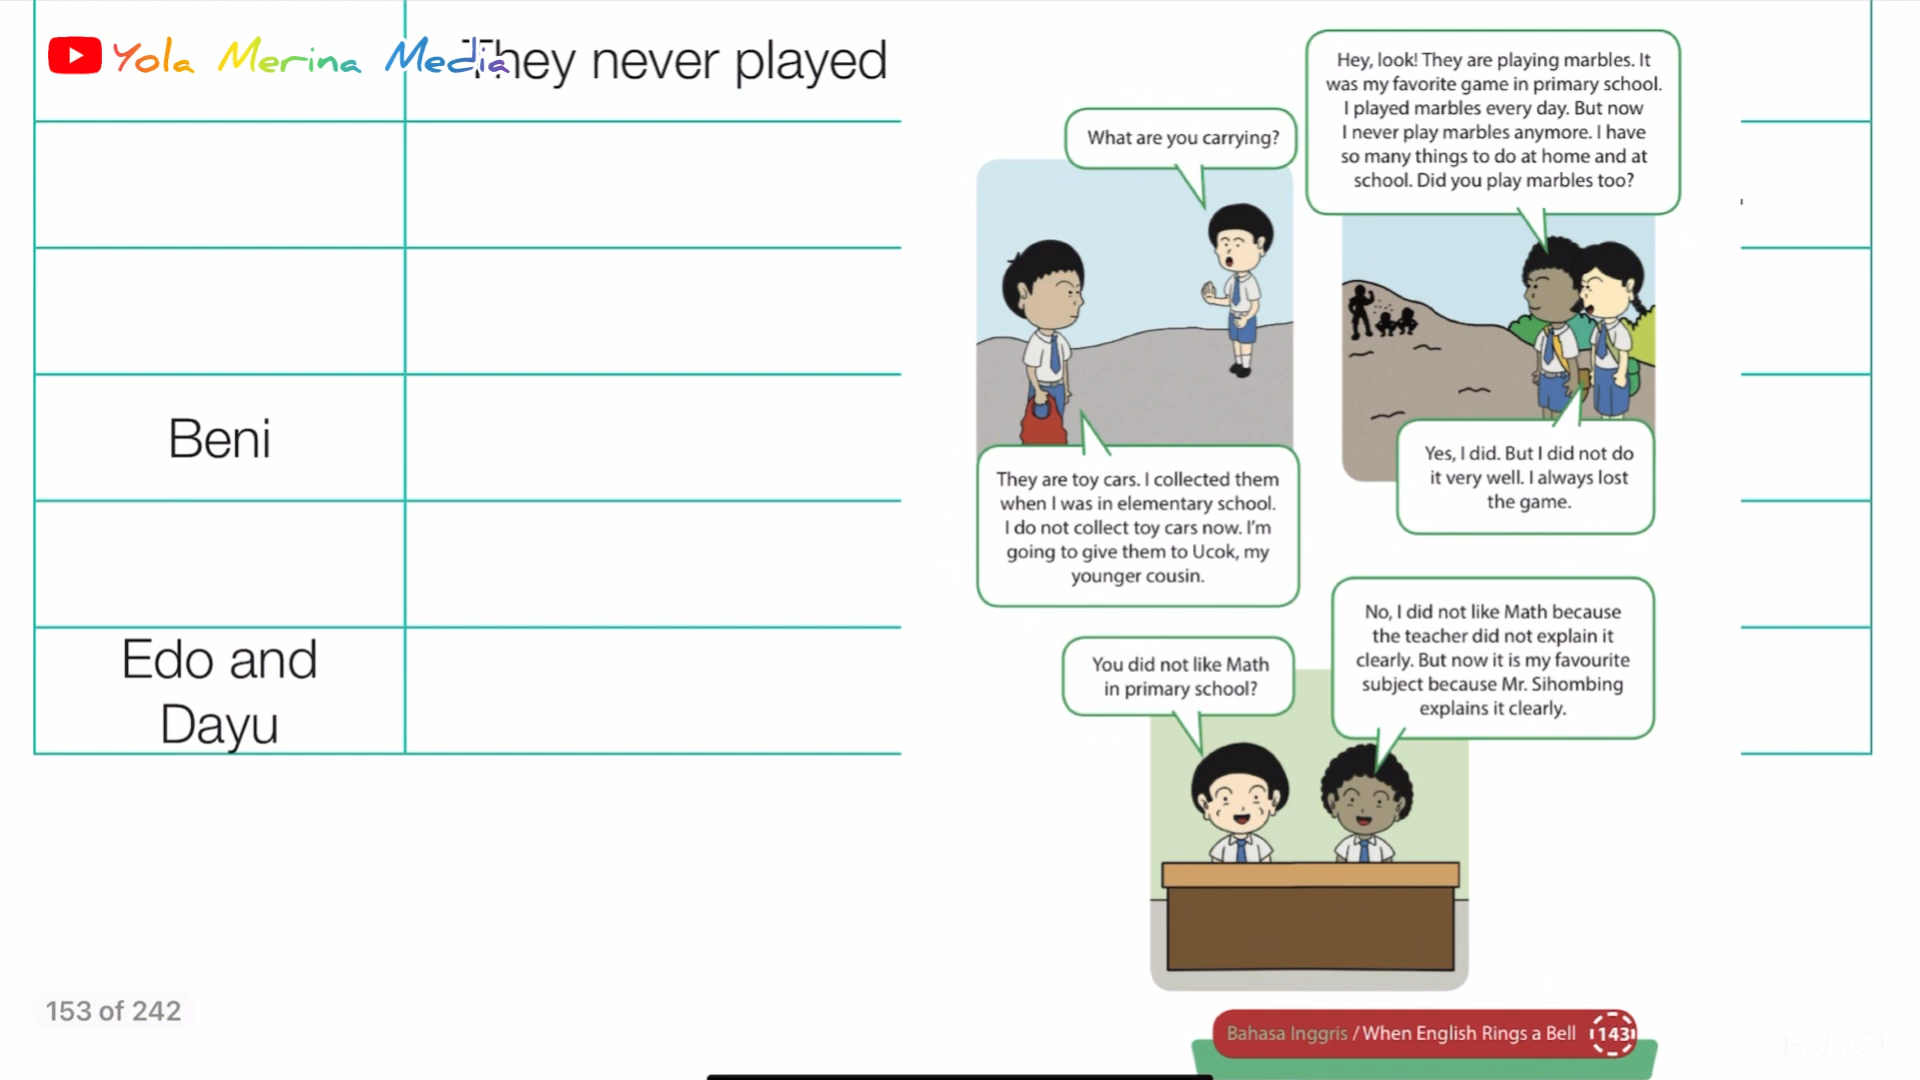 Yola Merina Media
They never played
Beni
Edo and
Dayu
What are you carrying?
They are toy cars. I collected them
when I was in elementary school.
I do not collect toy cars now. I'm
going to give them to Ucok, my
younger cousin.
Hey, look! They are playing marbles. It
was my favorite game in primary school.
I played marbles every day. But now
I never play marbles anymore. I have
so many things to do at home and at
school. Did you play marbles too?
Yes, I did. But I did not do
it very well. I always lost
the game.
You did not like Math
in primary school?
No, I did not like Math because
the teacher did not explain it
clearly. But now it is my favourite
subject because Mr. Sihombing
explains it clearly.
153 of 242
Bahasa Inggris / When English Rings a Bell 143